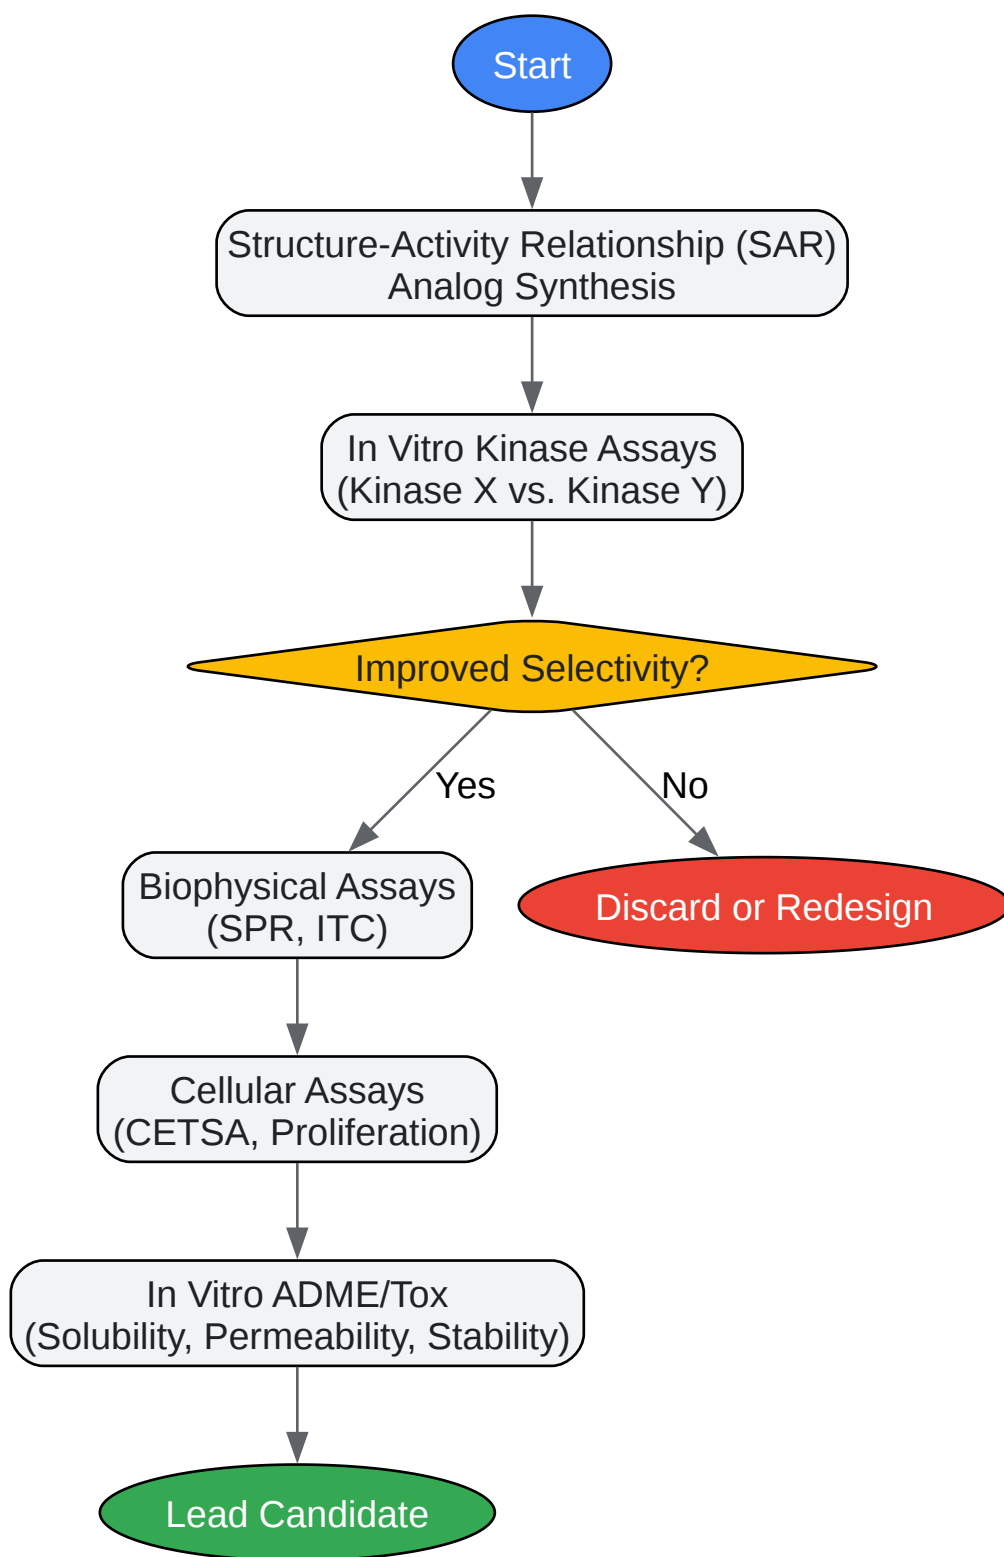 Start
Structure-Activity Relationship (SAR)
Analog Synthesis
In Vitro Kinase Assays
(Kinase X vs. Kinase Y)
Improved Selectivity?
Yes
No
Biophysical Assays
(SPR, ITC)
Discard or Redesign
Cellular Assays
(CETSA, Proliferation)
In Vitro ADME/Tox
(Solubility, Permeability, Stability)
Lead Candidate